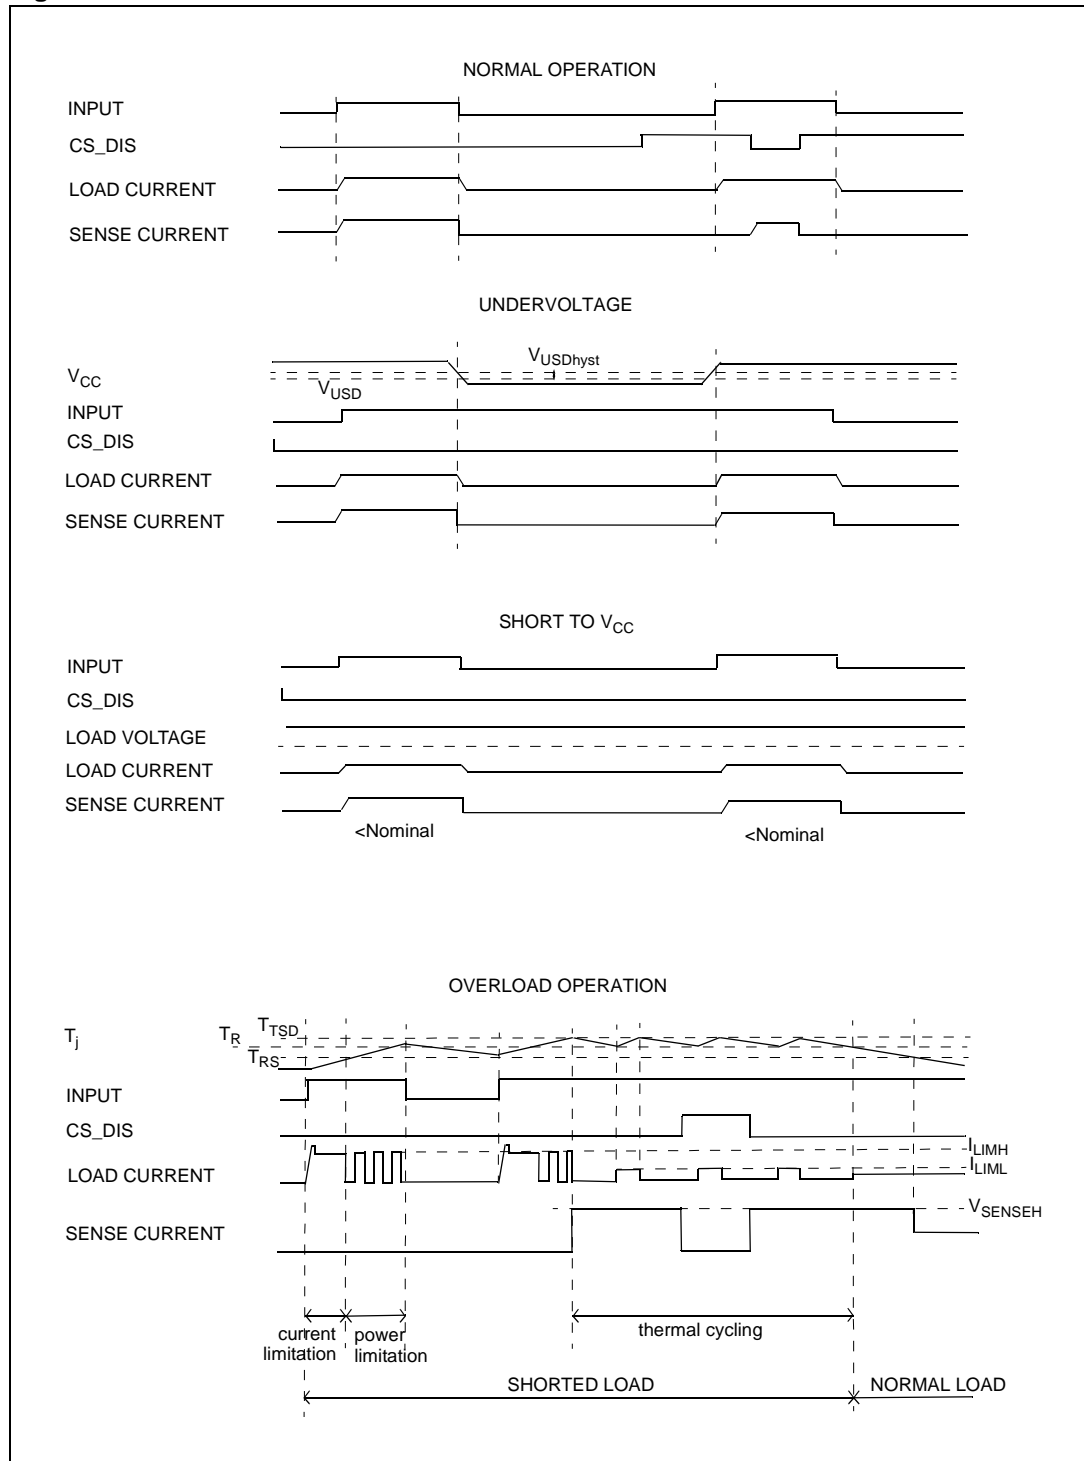 NORMAL OPERATION
INPUT
CS_DIS
LOAD CURRENT
SENSE CURRENT
UNDERVOLTAGE
VUSDhyst
VCC
VUSD
INPUT
CS_DIS
LOAD CURRENT
SENSE CURRENT
SHORT TO VCC
INPUT
CS_DIS
LOAD VOLTAGE
LOAD CURRENT
SENSE CURRENT
<Nominal
<Nominal
OVERLOAD OPERATION
Tj
TR
TTSD
TRS
INPUT
CS_DIS
ILIMH
LOAD CURRENT
ILIML
VSENSEH
SENSE CURRENT
current limitation
power limitation
thermal cycling
SHORTED LOAD
NORMAL LOAD